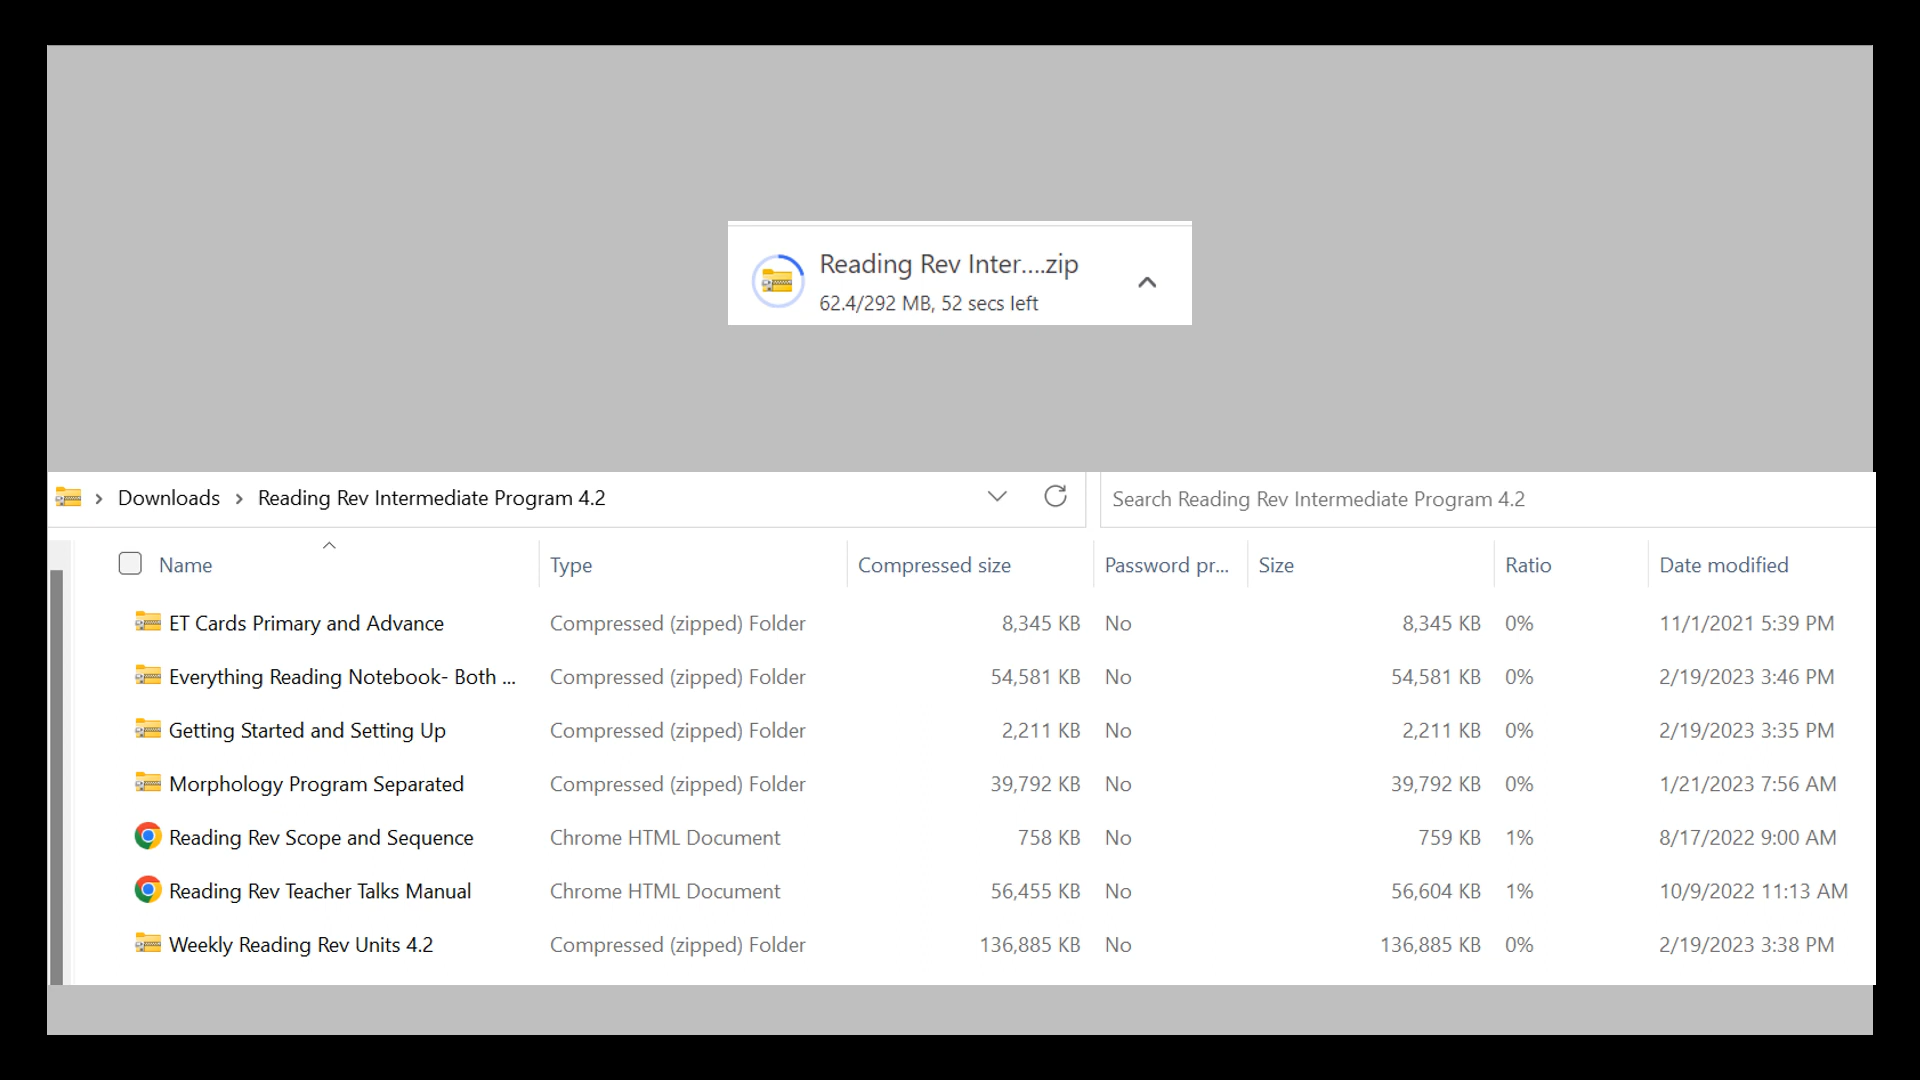 Reading Rev Inter....zip
62.4/292 MB, 52 secs left
Downloads > Reading Rev Intermediate Program 4.2 Search Reading Rev Intermediate Program 4.2
Name Type Compressed size Password pr... Size Ratio Date modified
ET Cards Primary and Advance Compressed (zipped) Folder 8,345 KB No 8,345 KB 0% 11/1/2021 5:39 PM
Everything Reading Notebook- Both ... Compressed (zipped) Folder 54,581 KB No 54,581 KB 0% 2/19/2023 3:46 PM
Getting Started and Setting Up Compressed (zipped) Folder 2,211 KB No 2,211 KB 0% 2/19/2023 3:35 PM
Morphology Program Separated Compressed (zipped) Folder 39,792 KB No 39,792 KB 0% 1/21/2023 7:56 AM
Reading Rev Scope and Sequence Chrome HTML Document 758 KB No 759 KB 1% 8/17/2022 9:00 AM
Reading Rev Teacher Talks Manual Chrome HTML Document 56,455 KB No 56,604 KB 1% 10/9/2022 11:13 AM
Weekly Reading Rev Units 4.2 Compressed (zipped) Folder 136,885 KB No 136,885 KB 0% 2/19/2023 3:38 PM